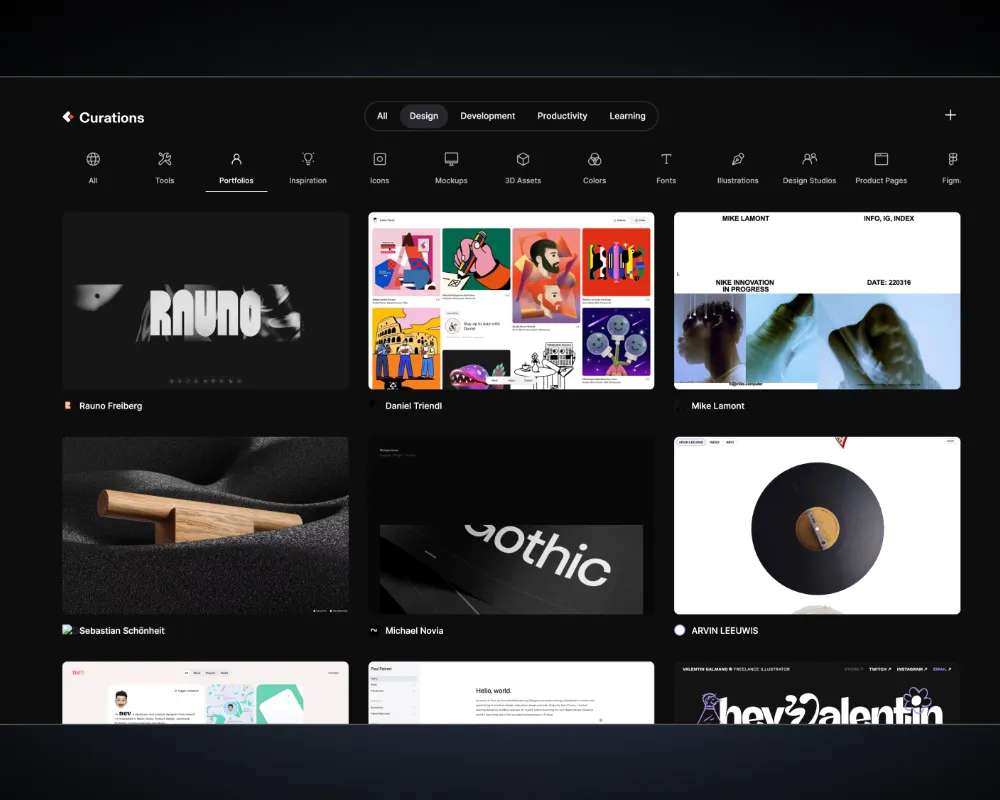 Curations
All
Design
Development
Productivity
Learning
All
Tools
Portfolios
Inspiration
Icons
Mockups
3D Assets
Colors
Fonts
Illustrations
Design Studios
Product Pages
Figm
RAUNO
Rauno Freiberg
Stay up to date with
Daniel Triendl
MIKE LAMONT
INFO, IG, INDEX
NIKE INNOVATION
IN PROGRESS
DATE: 220316
Mike Lamont
Sebastian Schönheit
Gothic
Michael Novia
ARVIN LEEUWIS INDEX INFO
ARVIN LEEUWIS
Hello, world.
VALENTIN GALMAND FREELANCE ILLUSTRATOR
TWITCH ↗
INSTAGRAM ↗
EMAIL ↗
hey Valentin